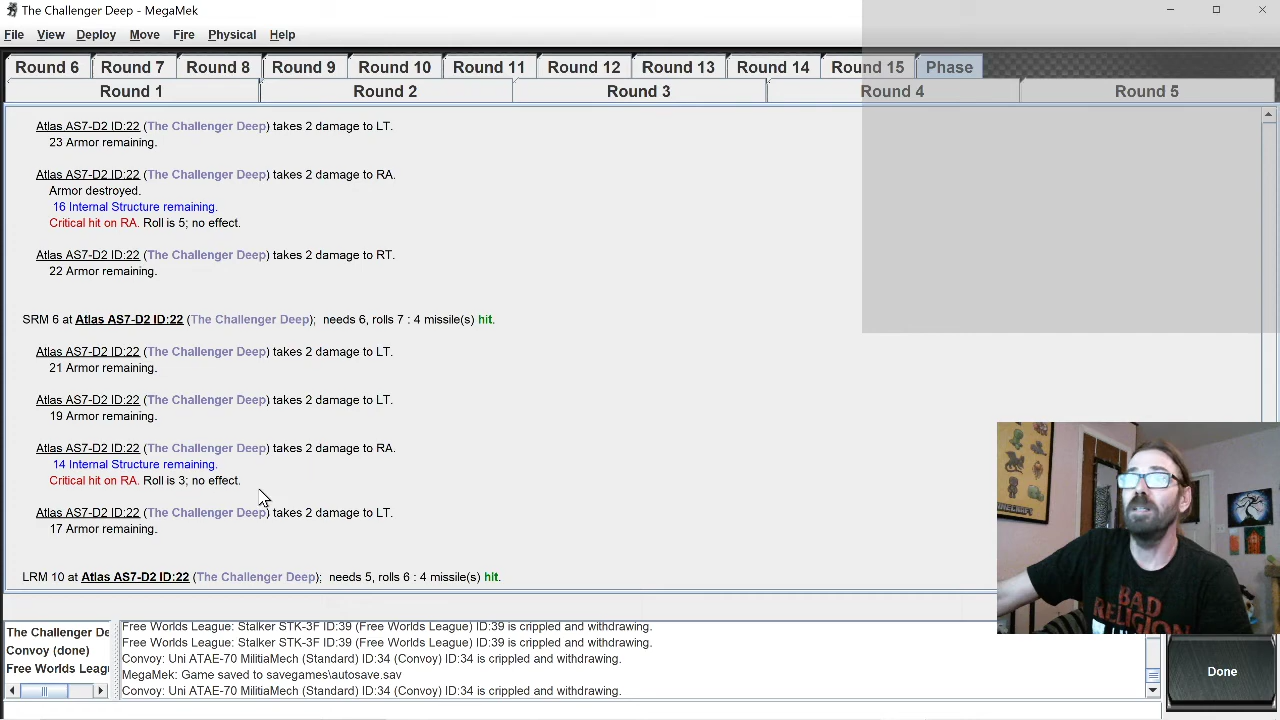 The Challenger Deep - MegaMek
File View Deploy Move Fire Physical Help
Round 6 Round 7 Round 8 Round 9 Round 10 Round 11 Round 12 Round 13 Round 14 Round 15 Phase
Round 1 Round 2 Round 3 Round 4 Round 5
Atlas AS7-D2 ID:22 (The Challenger Deep) takes 2 damage to LT.
23 Armor remaining.
Atlas AS7-D2 ID:22 (The Challenger Deep) takes 2 damage to RA.
Armor destroyed.
16 Internal Structure remaining.
Critical hit on RA. Roll is 5; no effect.
Atlas AS7-D2 ID:22 (The Challenger Deep) takes 2 damage to RT.
22 Armor remaining.
SRM 6 at Atlas AS7-D2 ID:22 (The Challenger Deep); needs 6, rolls 7 : 4 missile(s) hit.
Atlas AS7-D2 ID:22 (The Challenger Deep) takes 2 damage to LT.
21 Armor remaining.
Atlas AS7-D2 ID:22 (The Challenger Deep) takes 2 damage to LT.
19 Armor remaining.
Atlas AS7-D2 ID:22 (The Challenger Deep) takes 2 damage to RA.
14 Internal Structure remaining.
Critical hit on RA. Roll is 3; no effect.
Atlas AS7-D2 ID:22 (The Challenger Deep) takes 2 damage to LT.
17 Armor remaining.
LRM 10 at Atlas AS7-D2 ID:22 (The Challenger Deep); needs 5, rolls 6 : 4 missile(s) hit.
BAD
RELIGION
The Challenger De
Convoy (done)
Free Worlds Leag
Free Worlds League: Stalker STK-3F ID:39 (Free Worlds League) ID:39 is crippled and withdrawing.
Free Worlds League: Stalker STK-3F ID:39 (Free Worlds League) ID:39 is crippled and withdrawing.
Convoy: Uni ATAE-70 MilitiaMech (Standard) ID:34 (Convoy) ID:34 is crippled and withdrawing.
MegaMek: Game saved to savegames\autosave.sav
Convoy: Uni ATAE-70 MilitiaMech (Standard) ID:34 (Convoy) ID:34 is crippled and withdrawing.
Done